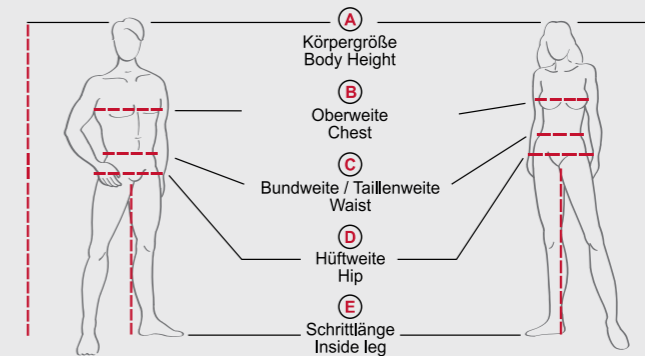 A
Körpergröße
Body Height
B
Oberweite
Chest
C
Bundweite / Taillenweite
Waist
D
Hüftweite
Hip
E
Schrittlänge
Inside leg